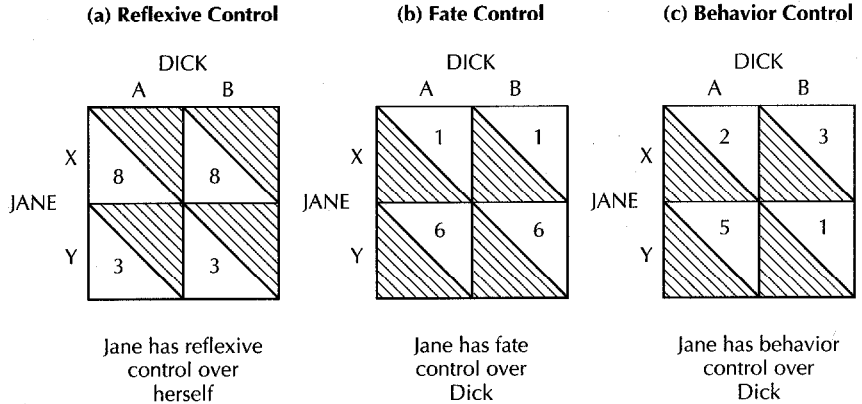 (a) Reflexive Control
(b) Fate Control
(c) Behavior Control
DICK
DICK
DICK
A B
A B
A B
X 8 8
X 1 1
X 2 3
JANE
JANE
JANE
Y 3 3
Y 6 6
Y 5 1
Jane has reflexive
control over
herself
Jane has fate
control over
Dick
Jane has behavior
control over
Dick